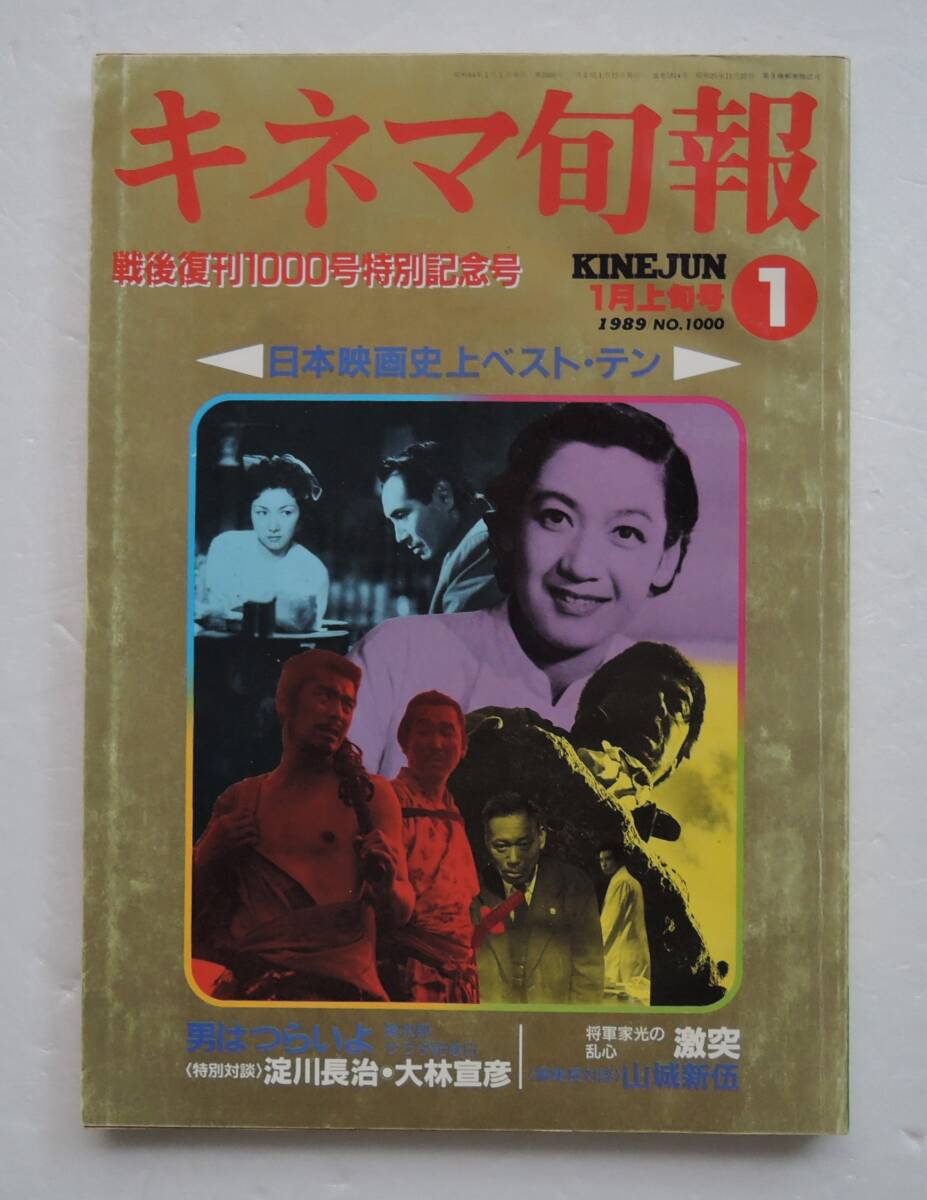 キネマ旬報
戦後復刊1000号特別記念号
KINEJUN
1月上旬号
1
1989 NO.1000
日本映画史上ベスト・テン
男はつらいよ
〈特別対談〉淀川長治・大林宣彦
将軍家光の
乱心
激突
山城新伍